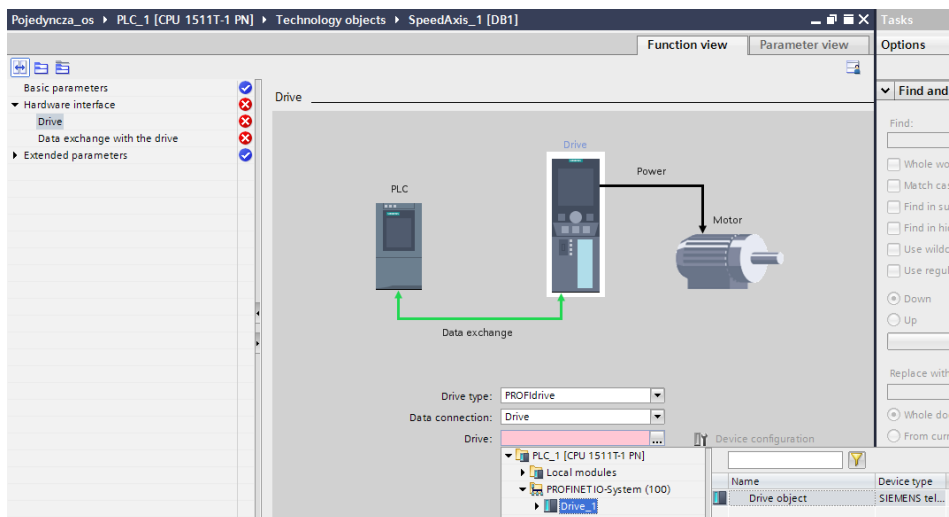 Pojedyncza_os ▸ PLC_1 [CPU 1511T-1 PN] ▸ Technology objects ▸ SpeedAxis_1 [DB1]
Tasks
Function view
Parameter view
Options
Basic parameters
Hardware interface
Drive
Data exchange with the drive
Extended parameters
Drive
Drive
Power
PLC
Motor
Data exchange
Drive type: PROFIdrive
Data connection: Drive
Drive: ...
Device configuration
PLC_1 [CPU 1511T-1 PN]
Local modules
PROFINET IO-System (100)
Drive_1
Name
Device type
Drive object
SIEMENS tel...
Find and
Find:
Whole wo
Match cas
Find in su
Find in hi
Use wildc
Use regul
Down
Up
Replace with
Whole do
From curr